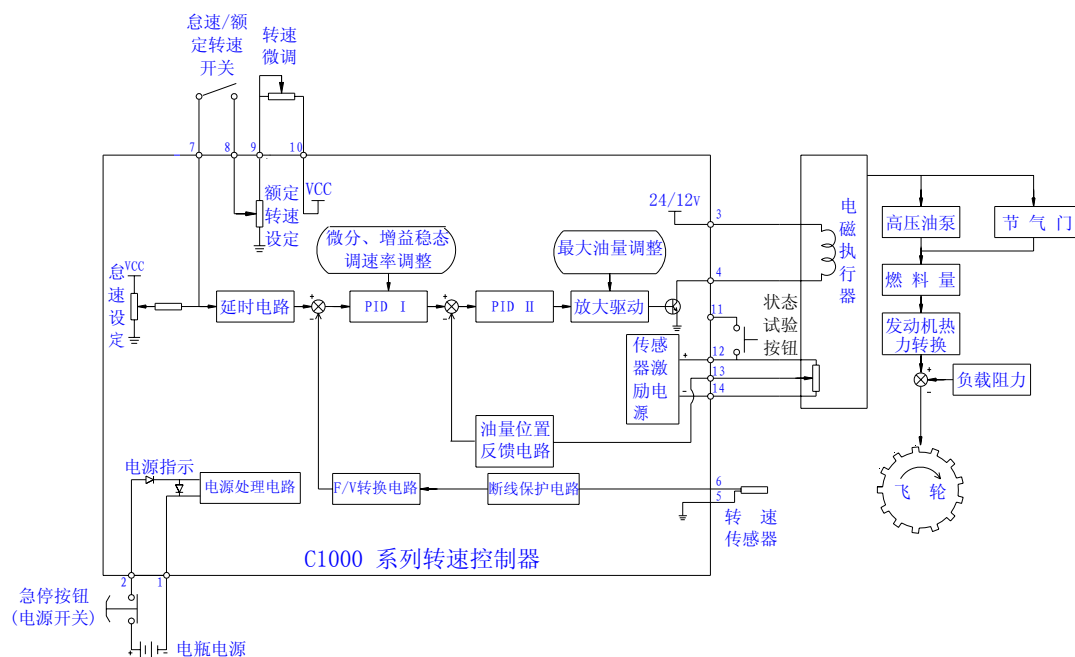 怠速/额
定转速
开关
转速
微调
7
8
9
10
VCC
额定
转速
设定
24/12V
3
电磁执行器
高压油泵
节气门
微分、增益稳态
调速率调整
最大油量调整
VCC
怠速设定
延时电路
+
-
PID I
+
-
PID II
放大驱动
4
燃料量
11
状态
试验
按钮
发动机热
力转换
传感
器激
励电
源
+
-
12
13
14
+
-
负载阻力
油量位置
反馈电路
电源指示
电源处理电路
F/V转换电路
断线保护电路
6
5
转速
传感器
飞轮
C1000 系列转速控制器
2
1
急停按钮
(电源开关)
+
-
电瓶电源